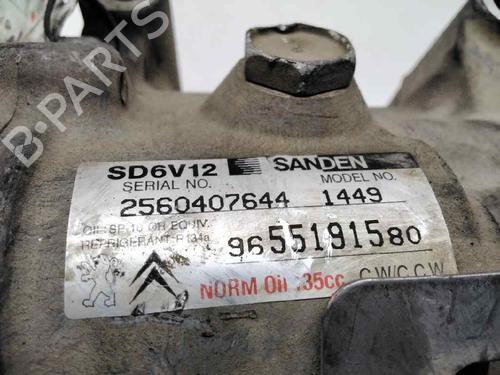 B-PARTS
SD6V12 SANDEN
SERIAL NO. MODEL NO.
2560407644 1449
OIL: SP 10 OR EQUIV.
REFRIGERANT-R134a
9655191580
NORM Oil 135cc C.W/C.C.W